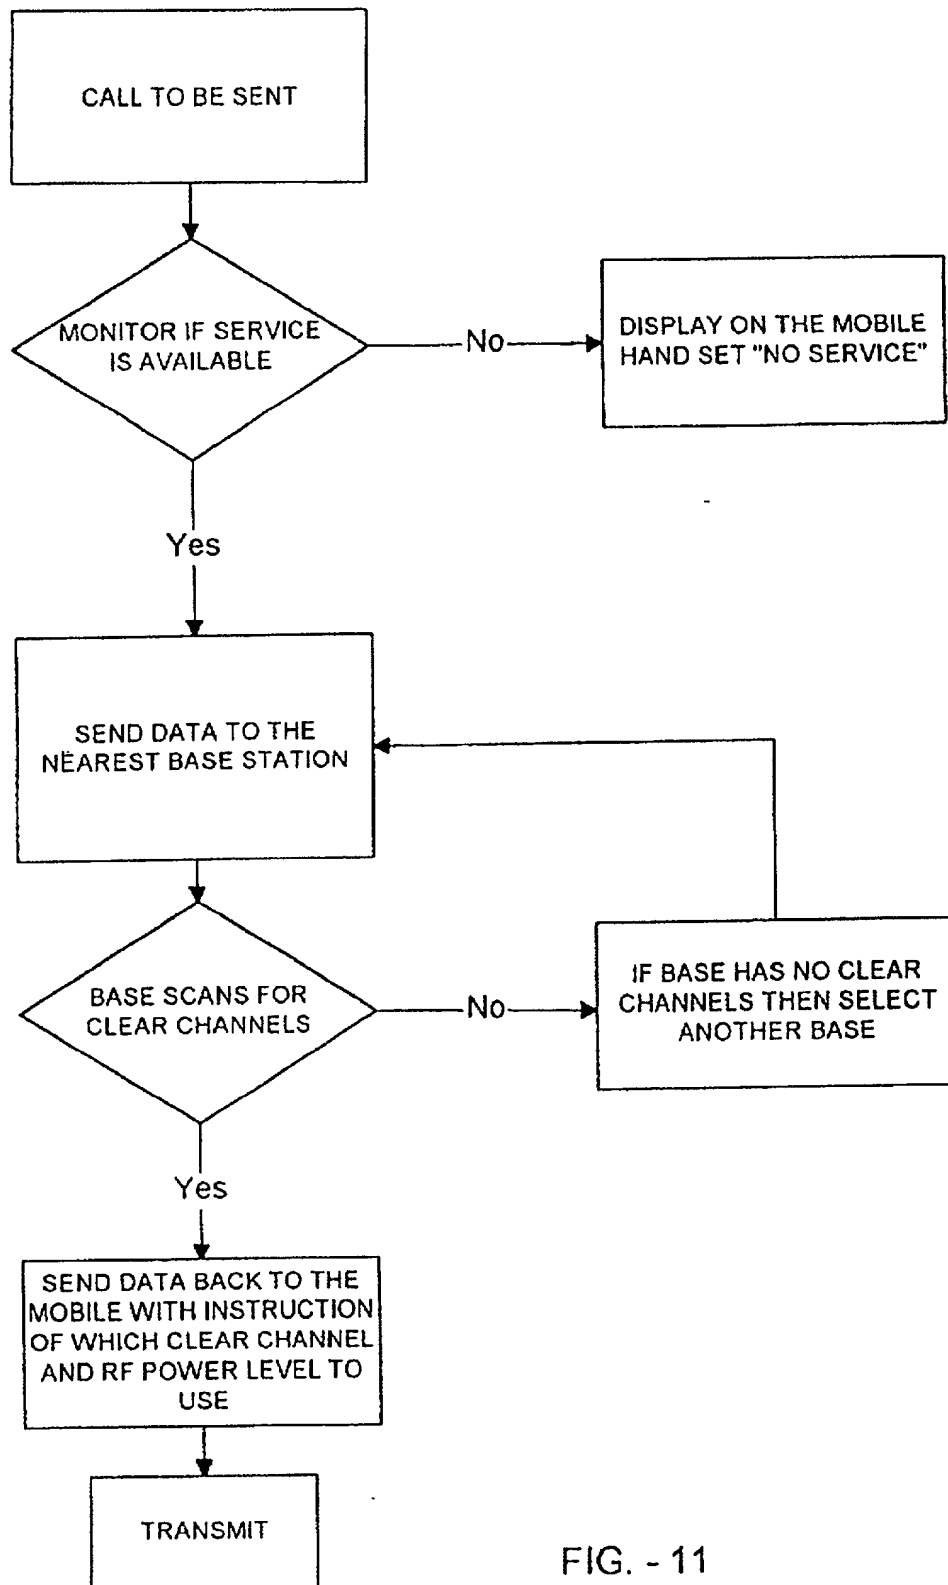 CALL TO BE SENT
MONITOR IF SERVICE
IS AVAILABLE
No
DISPLAY ON THE MOBILE
HAND SET "NO SERVICE"
Yes
SEND DATA TO THE
NEAREST BASE STATION
BASE SCANS FOR
CLEAR CHANNELS
No
IF BASE HAS NO CLEAR
CHANNELS THEN SELECT
ANOTHER BASE
Yes
SEND DATA BACK TO THE
MOBILE WITH INSTRUCTION
OF WHICH CLEAR CHANNEL
AND RF POWER LEVEL TO
USE
TRANSMIT
FIG. - 11